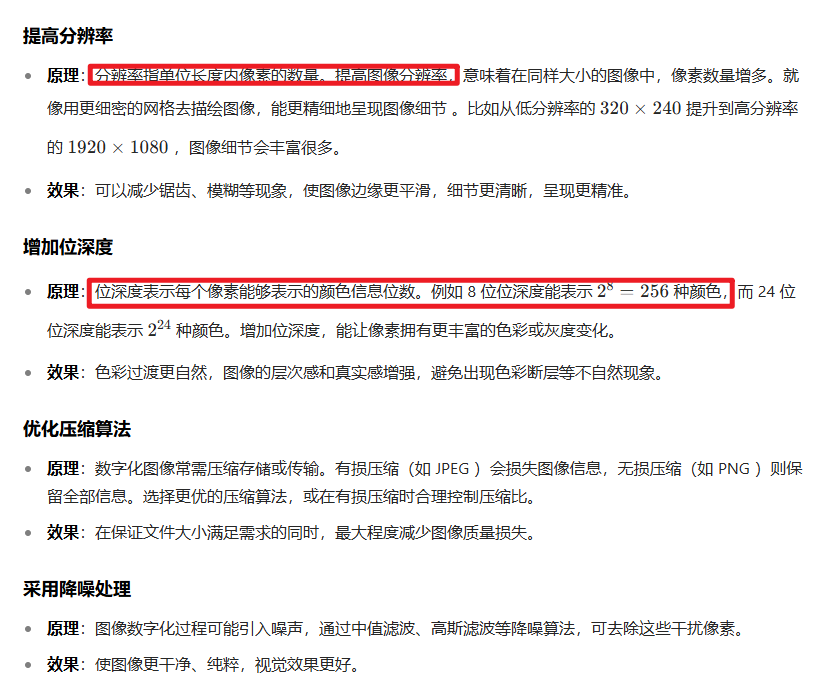 提高分辨率
• 原理：分辨率指单位长度内像素的数量。提高图像分辨率，意味着在同样大小的图像中，像素数量增多。就
像用更细密的网格去描绘图像，能更精细地呈现图像细节 。比如从低分辨率的 320 × 240 提升到高分辨率
的 1920 × 1080 ，图像细节会丰富很多。
• 效果：可以减少锯齿、模糊等现象，使图像边缘更平滑，细节更清晰，呈现更精准。
增加位深度
• 原理：位深度表示每个像素能够表示的颜色信息位数。例如 8 位位深度能表示 2⁸ = 256 种颜色，而 24 位
位深度能表示 2²⁴ 种颜色。增加位深度，能让像素拥有更丰富的色彩或灰度变化。
• 效果：色彩过渡更自然，图像的层次感和真实感增强，避免出现色彩断层等不自然现象。
优化压缩算法
• 原理：数字化图像常需压缩存储或传输。有损压缩（如 JPEG ）会损失图像信息，无损压缩（如 PNG ）则保
留全部信息。选择更优的压缩算法，或在有损压缩时合理控制压缩比。
• 效果：在保证文件大小满足需求的同时，最大程度减少图像质量损失。
采用降噪处理
• 原理：图像数字化过程可能引入噪声，通过中值滤波、高斯滤波等降噪算法，可去除这些干扰像素。
• 效果：使图像更干净、纯粹，视觉效果更好。